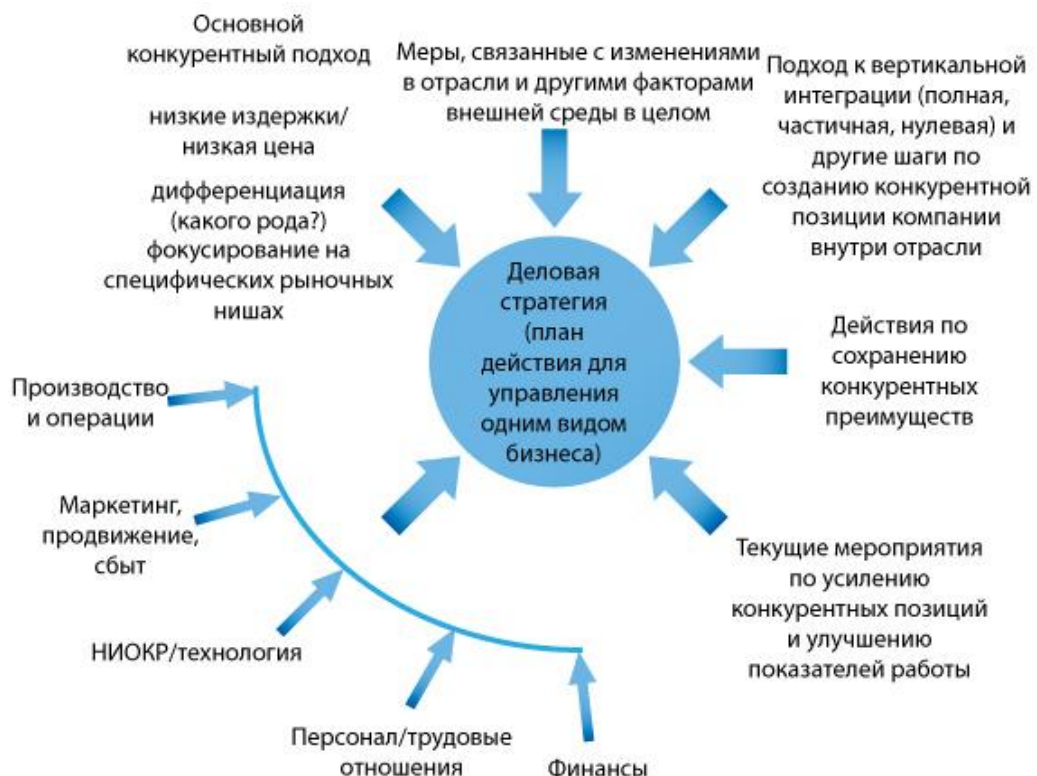 Основной
конкурентный подход
низкие издержки/
низкая цена
дифференциация
(какого рода?)
фокусирование на
специфических рыночных
нишах
Меры, связанные с изменениями
в отрасли и другими факторами
внешней среды в целом
Подход к вертикальной
интеграции (полная,
частичная, нулевая) и
другие шаги по
созданию конкурентной
позиции компании
внутри отрасли
Деловая
стратегия
(план
действия для
управления
одним видом
бизнеса)
Действия по
сохранению
конкурентных
преимуществ
Текущие мероприятия
по усилению
конкурентных позиций
и улучшению
показателей работы
Производство
и операции
Маркетинг,
продвижение,
сбыт
НИОКР/технология
Персонал/трудовые
отношения
Финансы